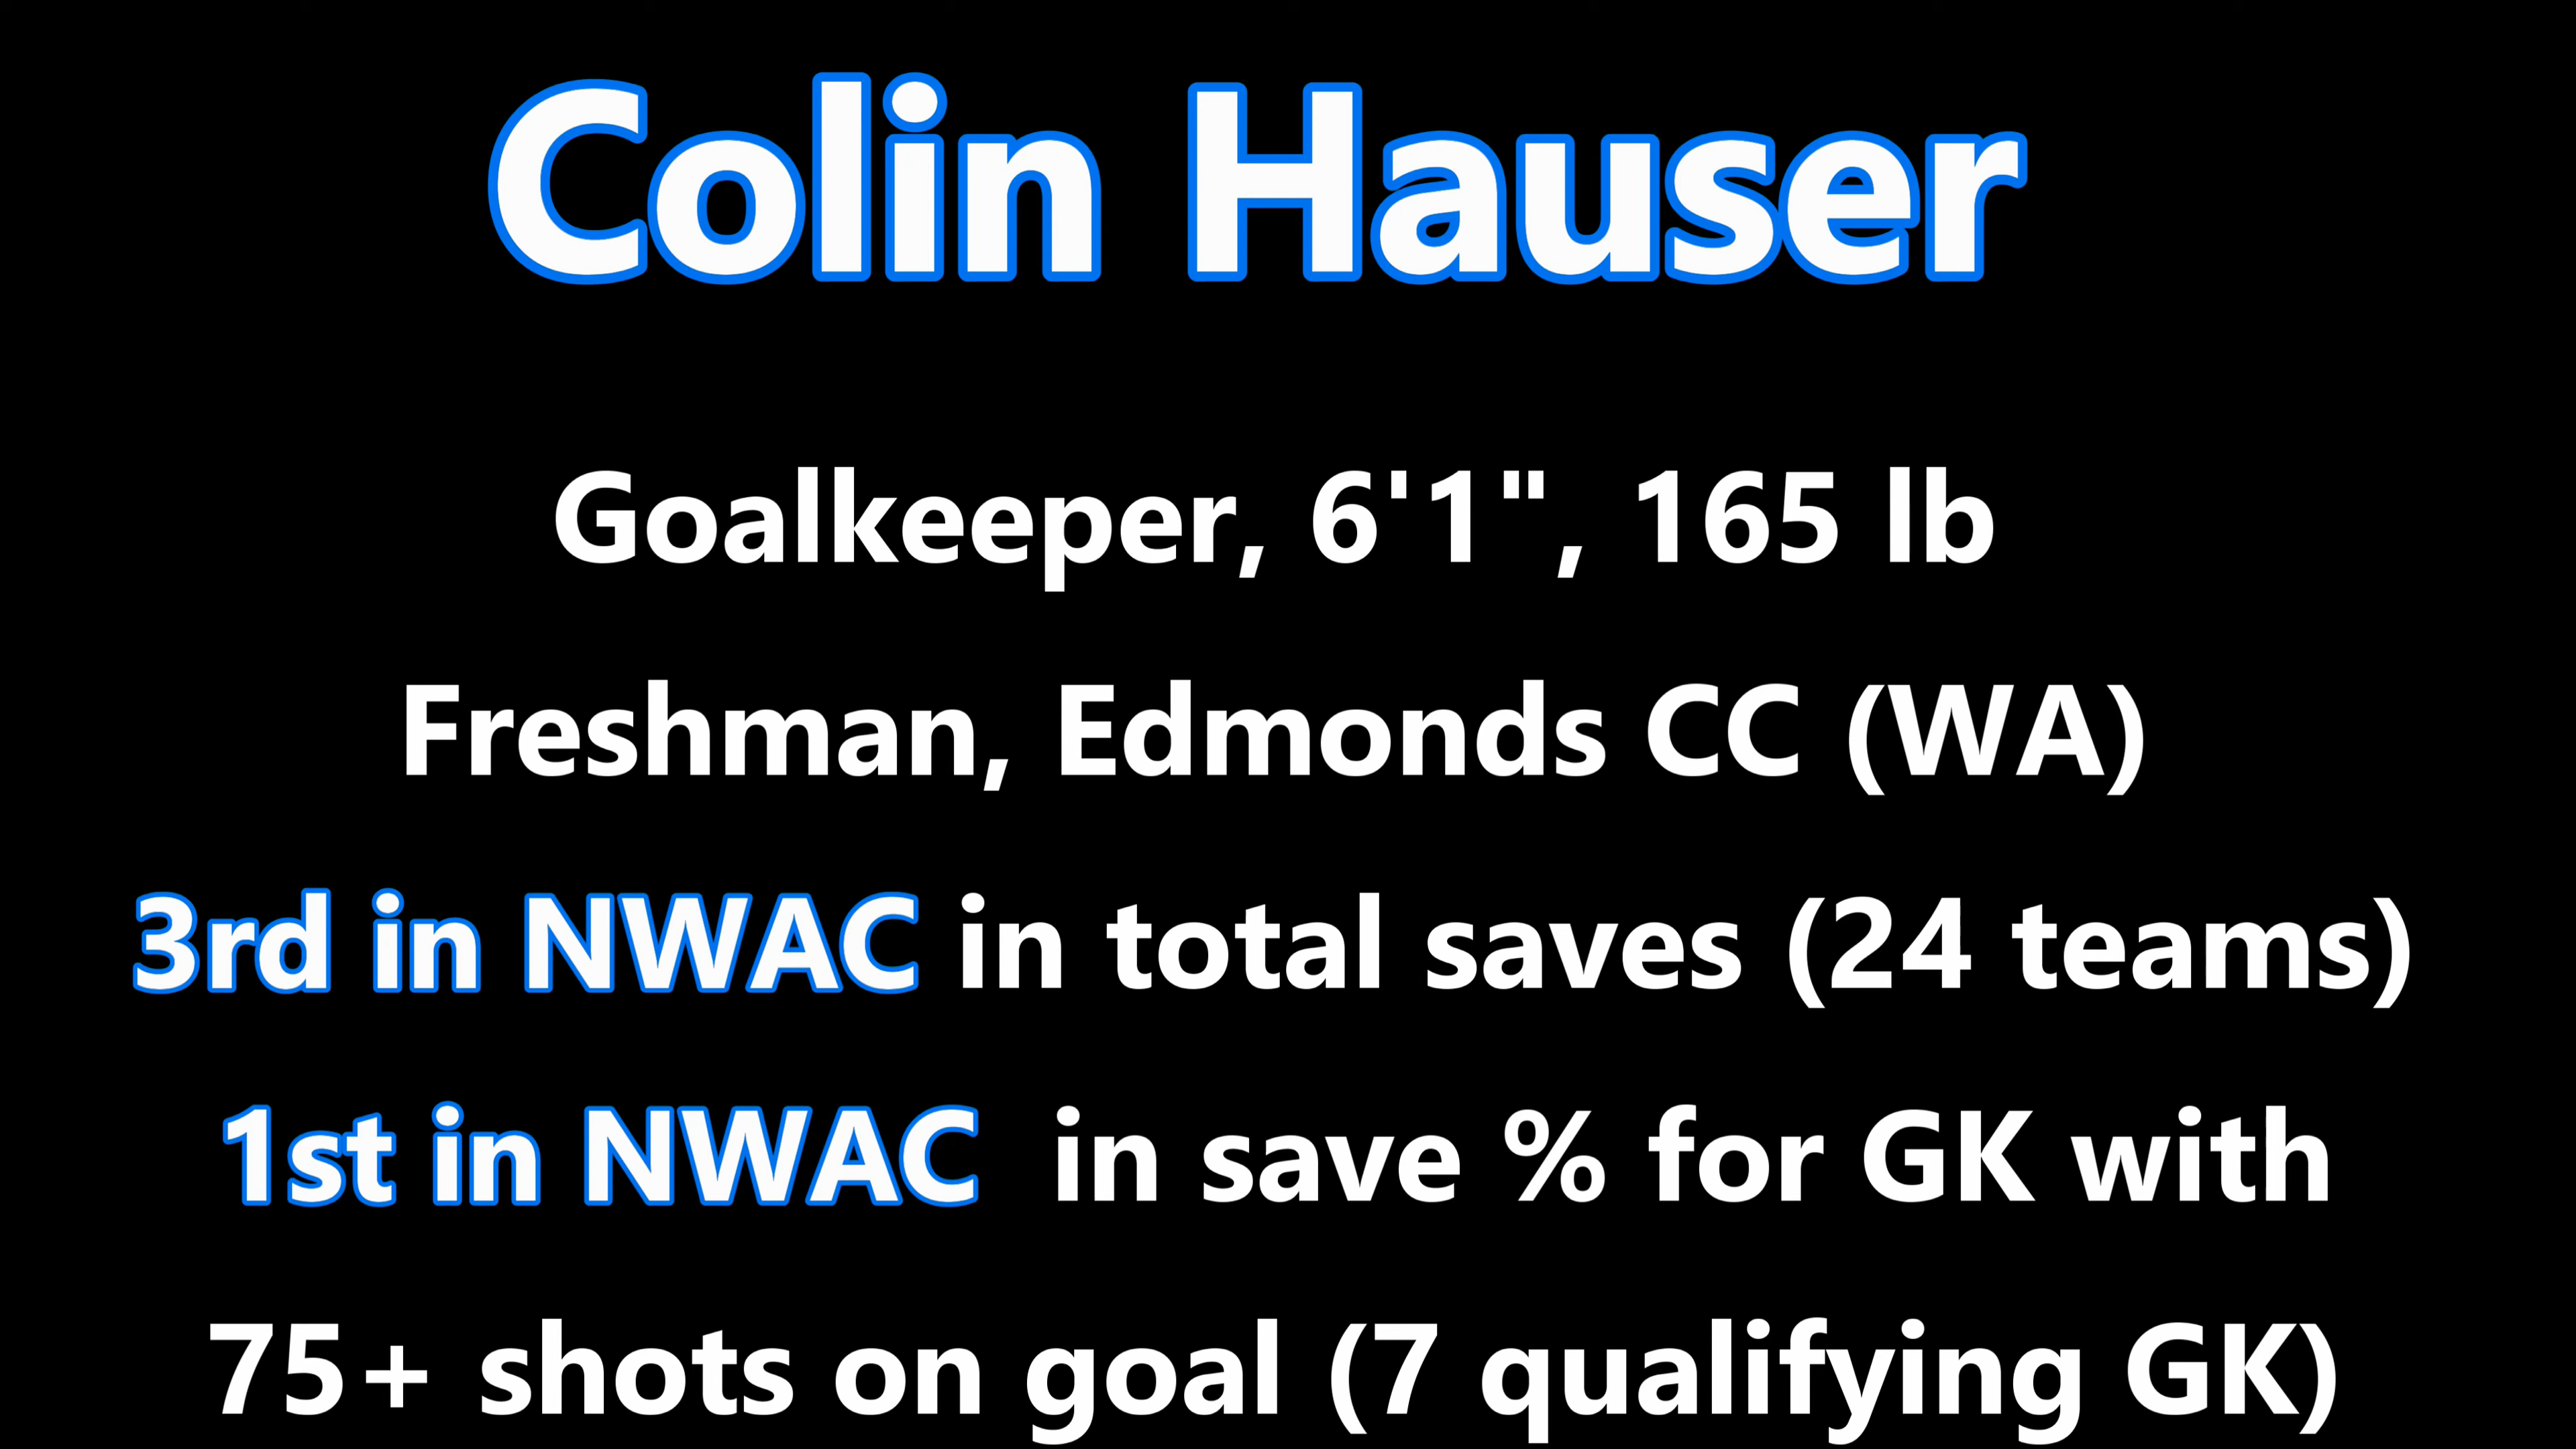 Colin Hauser
Goalkeeper, 6'1", 165 lb
Freshman, Edmonds CC (WA)
3rd in NWAC in total saves (24 teams)
1st in NWAC in save % for GK with
75+ shots on goal (7 qualifying GK)